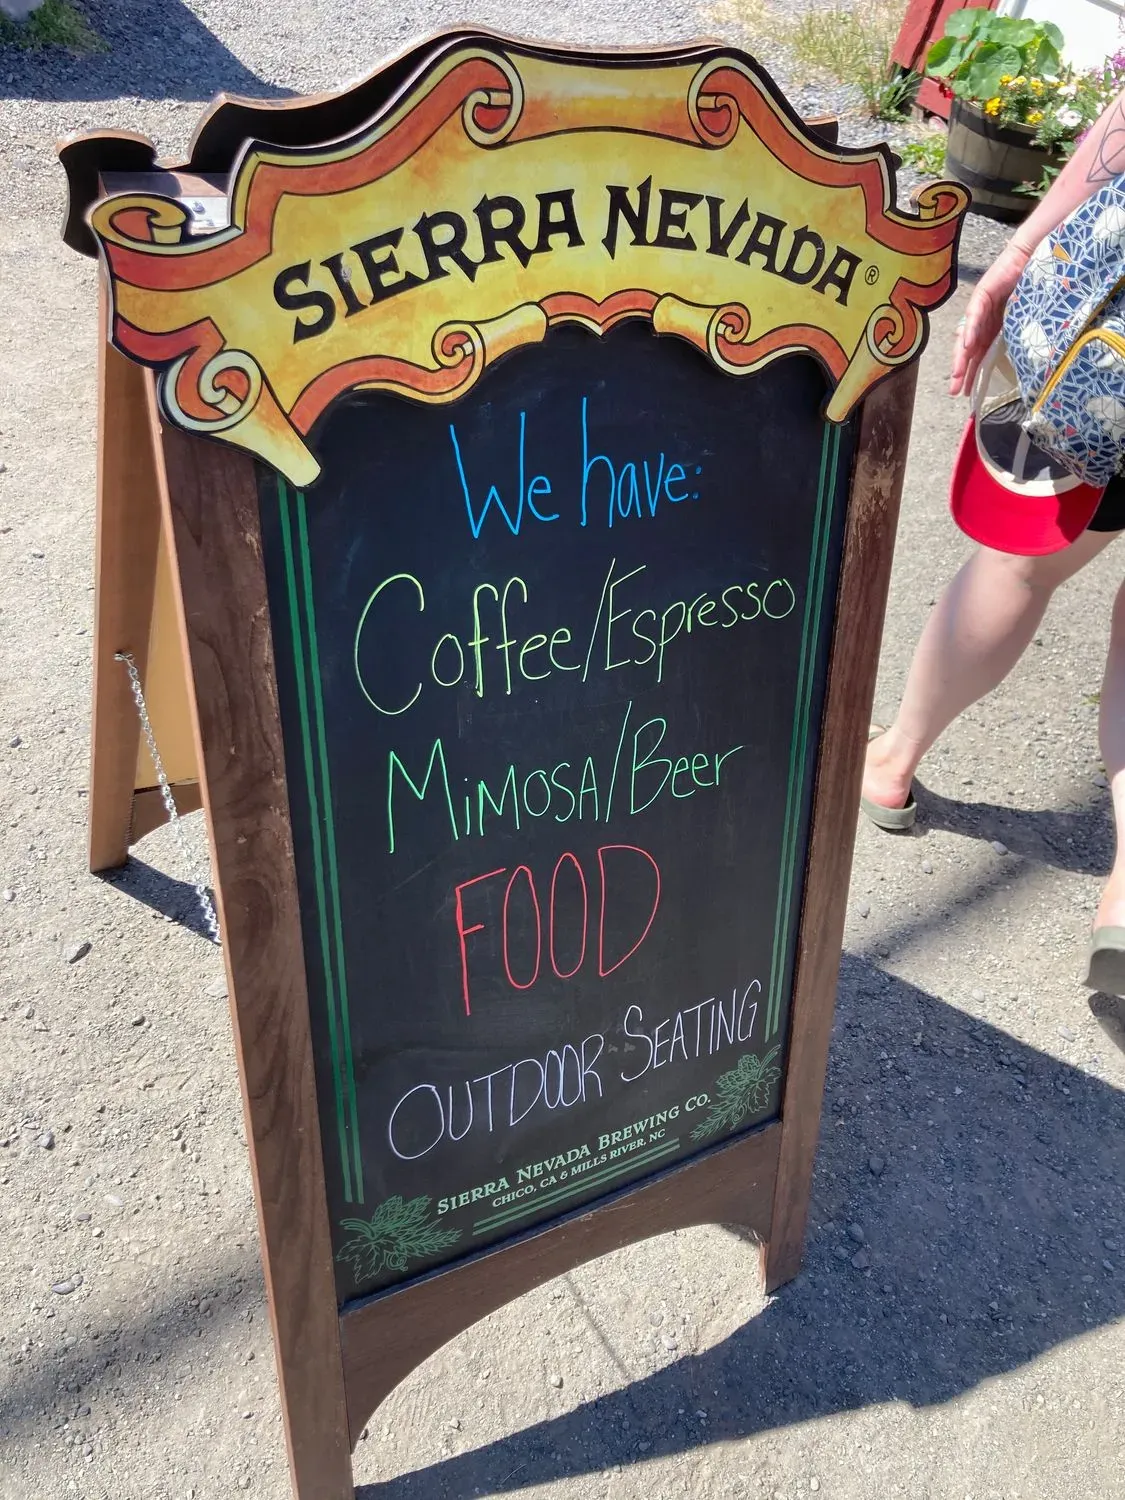 SIERRA NEVADA®
We have:
Coffee/Espresso
MiMOSA/Beer
FOOD
OUTDOOR SEATING
SIERRA NEVADA BREWING CO.
CHICO, CA & MILLS RIVER, NC